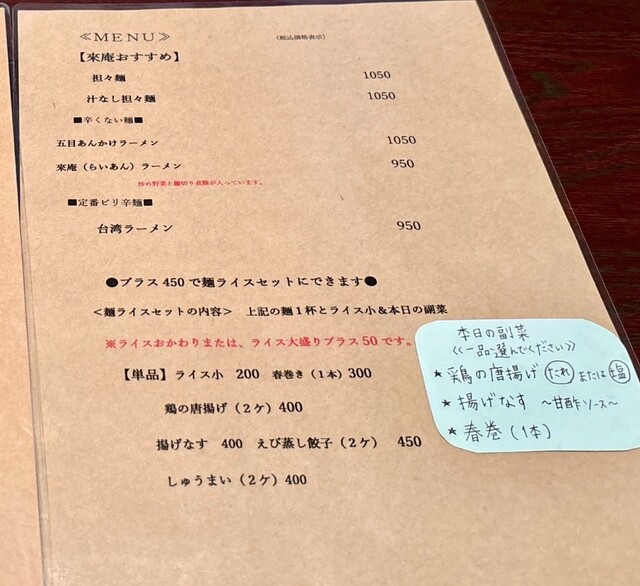 ≪MENU≫ (税込価格表示)
【來庵おすすめ】
担々麺 1050
汁なし担々麺 1050
■辛くない麺■
五目あんかけラーメン 1050
來庵（らいあん）ラーメン 950
炒め野菜と細切り煮豚が入っています。
■定番ピリ辛麺■
台湾ラーメン 950
●プラス450で麺ライスセットにできます●
＜麺ライスセットの内容＞ 上記の麺１杯とライス小＆本日の副菜
※ライスおかわりまたは、ライス大盛りプラス50です。
【単品】ライス小 200 春巻き（1本）300
鶏の唐揚げ（2ケ）400
揚げなす 400 えび蒸し餃子（2ケ） 450
しゅうまい（2ケ）400
本日の副菜
≪一品選んでください≫
★鶏の唐揚げ たれ または 塩
★揚げなす ～甘酢ソース～
★春巻（1本）